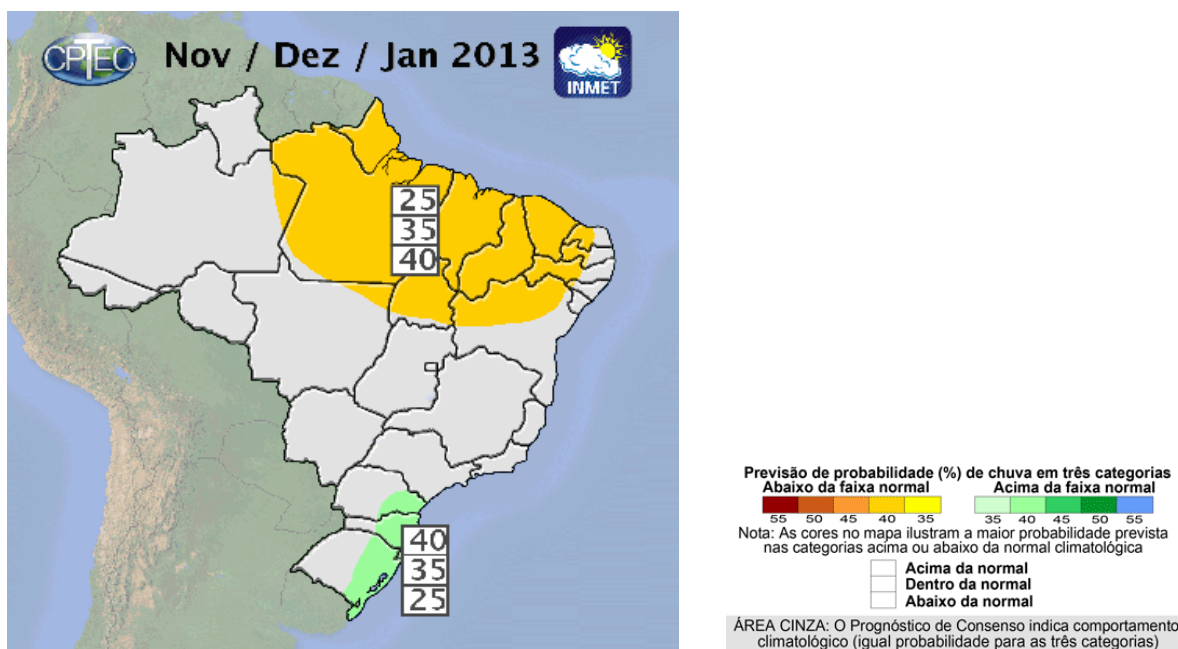 CPTEC
Nov / Dez / Jan 2013
INMET
25
35
40
40
35
25
Previsão de probabilidade (%) de chuva em três categorias
Abaixo da faixa normal Acima da faixa normal
55 50 45 40 35 35 40 45 50 55
Nota: As cores no mapa ilustram a maior probabilidade prevista
nas categorias acima ou abaixo da normal climatológica
Acima da normal
Dentro da normal
Abaixo da normal
ÁREA CINZA: O Prognóstico de Consenso indica comportamento
climatológico (igual probabilidade para as três categorias)